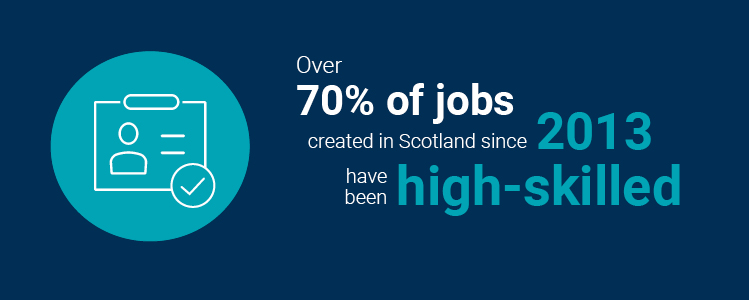 Over
70% of jobs
created in Scotland since 2013
have
been high-skilled